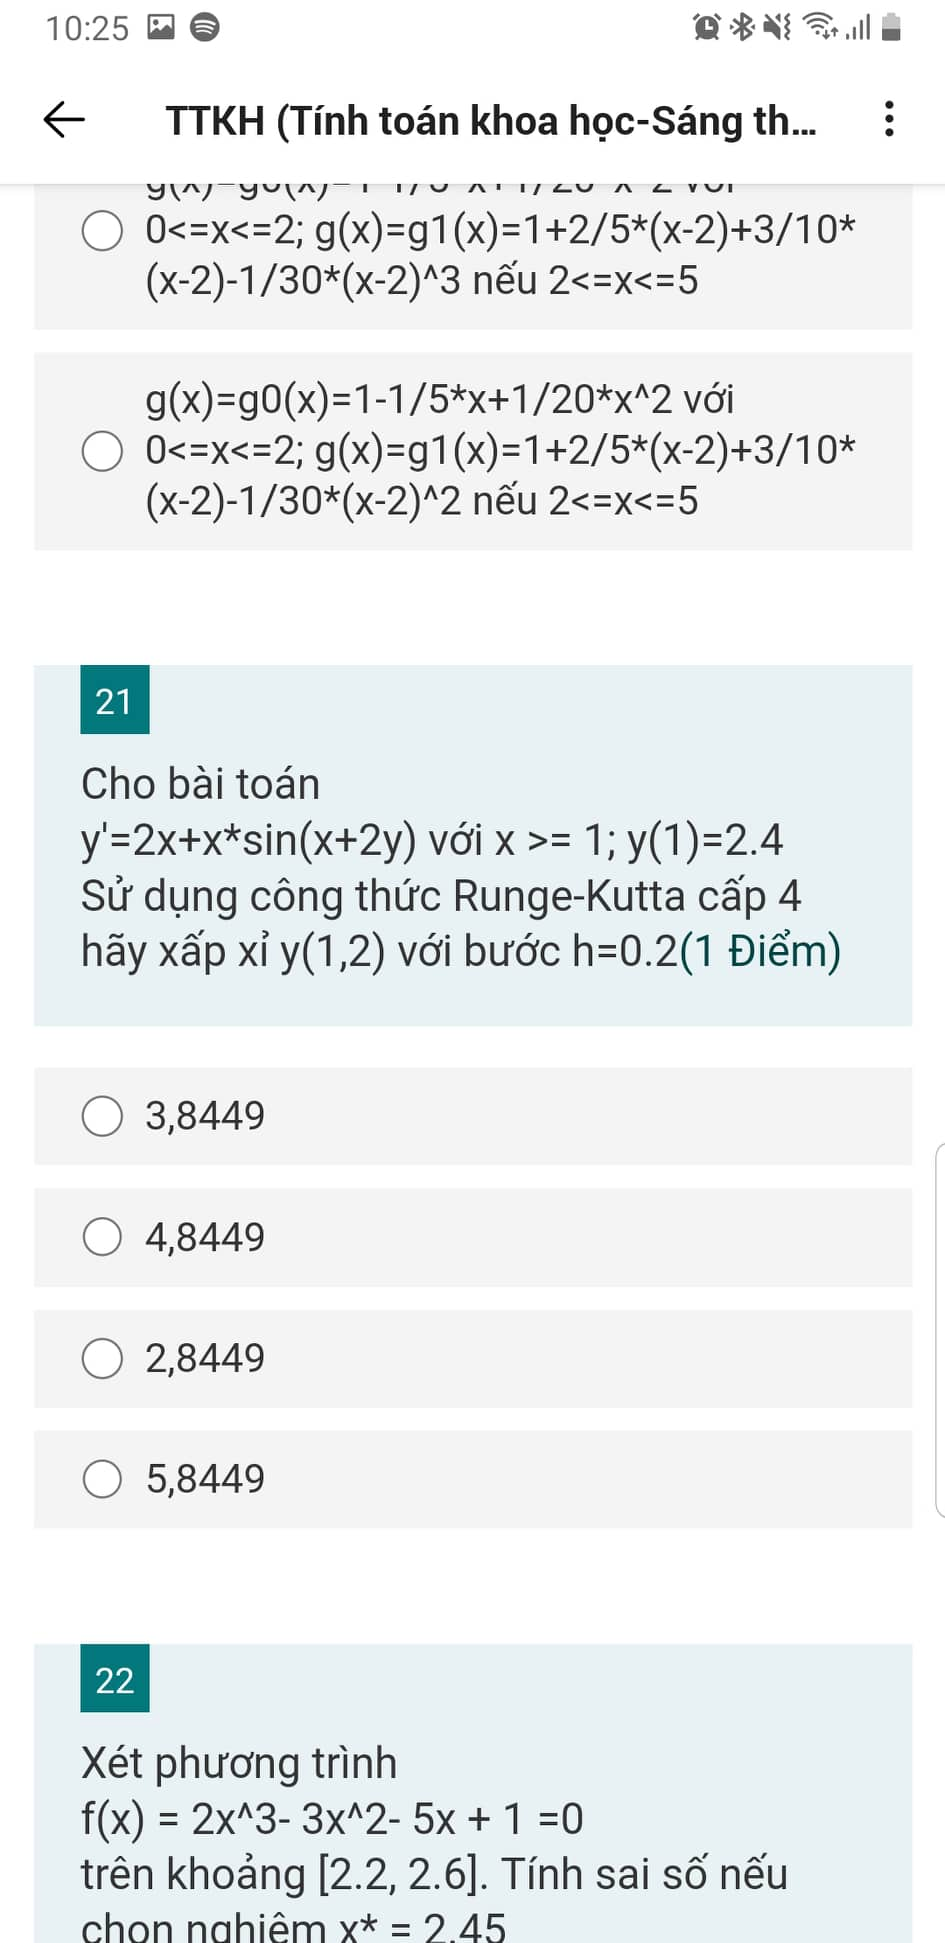 10:25
TTKH (Tính toán khoa học-Sáng th...
0<=x<=2; g(x)=g1(x)=1+2/5*(x-2)+3/10*
(x-2)-1/30*(x-2)^3 nếu 2<=x<=5
g(x)=g0(x)=1-1/5*x+1/20*x^2 với
0<=x<=2; g(x)=g1(x)=1+2/5*(x-2)+3/10*
(x-2)-1/30*(x-2)^2 nếu 2<=x<=5
21
Cho bài toán
y'=2x+x*sin(x+2y) với x >= 1; y(1)=2.4
Sử dụng công thức Runge-Kutta cấp 4
hãy xấp xỉ y(1,2) với bước h=0.2(1 Điểm)
3,8449
4,8449
2,8449
5,8449
22
Xét phương trình
f(x) = 2x^3- 3x^2- 5x + 1 =0
trên khoảng [2.2, 2.6]. Tính sai số nếu
chọn nghiệm x* = 2.45